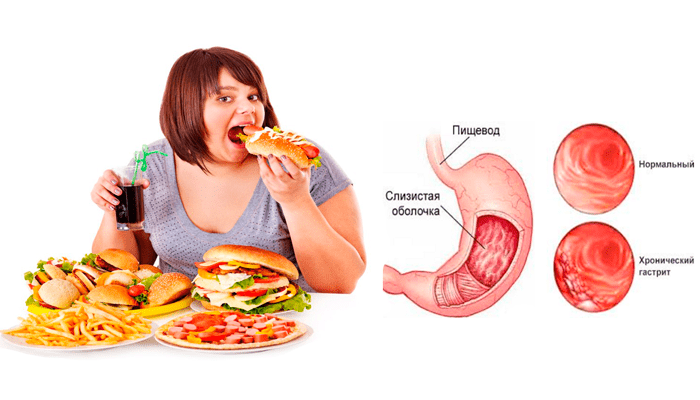 Пищевод
Слизистая
оболочка
Нормальный
Хронический
гастрит